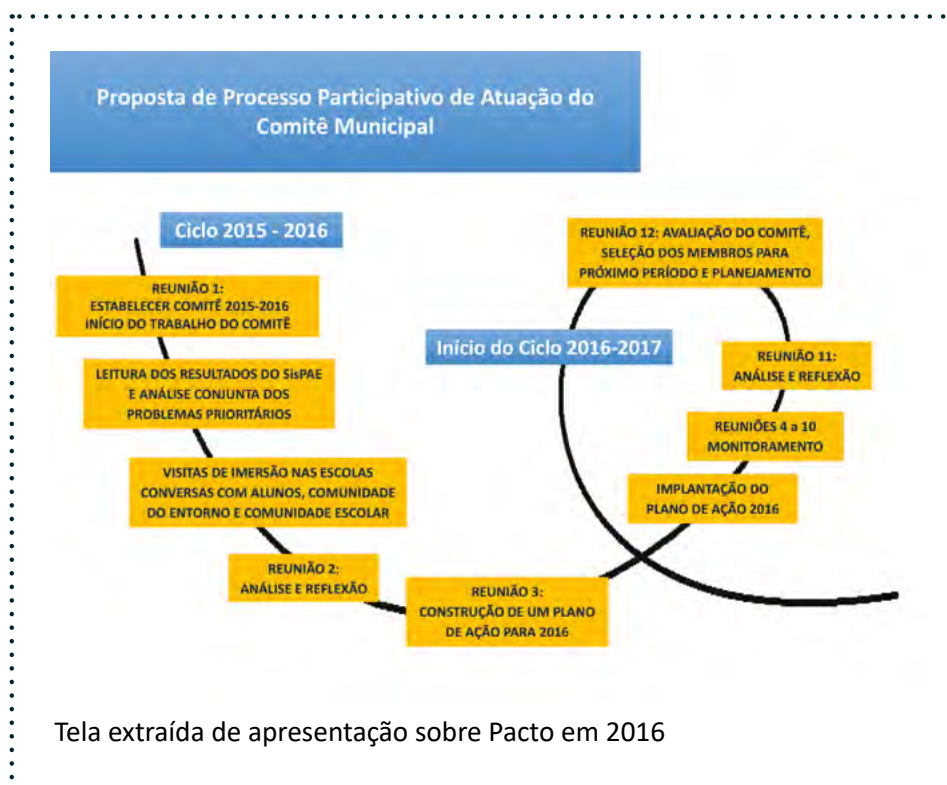 Proposta de Processo Participativo de Atuação do
Comitê Municipal
Ciclo 2015 - 2016
REUNIÃO 1:
ESTABELECER COMITÊ 2015-2016
INÍCIO DO TRABALHO DO COMITÊ
LEITURA DOS RESULTADOS DO SisPAE
E ANÁLISE CONJUNTA DOS
PROBLEMAS PRIORITÁRIOS
VISITAS DE IMERSÃO NAS ESCOLAS
CONVERSAS COM ALUNOS, COMUNIDADE
DO ENTORNO E COMUNIDADE ESCOLAR
REUNIÃO 2:
ANÁLISE E REFLEXÃO
REUNIÃO 3:
CONSTRUÇÃO DE UM PLANO
DE AÇÃO PARA 2016
IMPLANTAÇÃO DO
PLANO DE AÇÃO 2016
REUNIÕES 4 a 10
MONITORAMENTO
REUNIÃO 11:
ANÁLISE E REFLEXÃO
REUNIÃO 12: AVALIAÇÃO DO COMITÊ,
SELEÇÃO DOS MEMBROS PARA
PRÓXIMO PERÍODO E PLANEJAMENTO
Início do Ciclo 2016-2017
Tela extraída de apresentação sobre Pacto em 2016